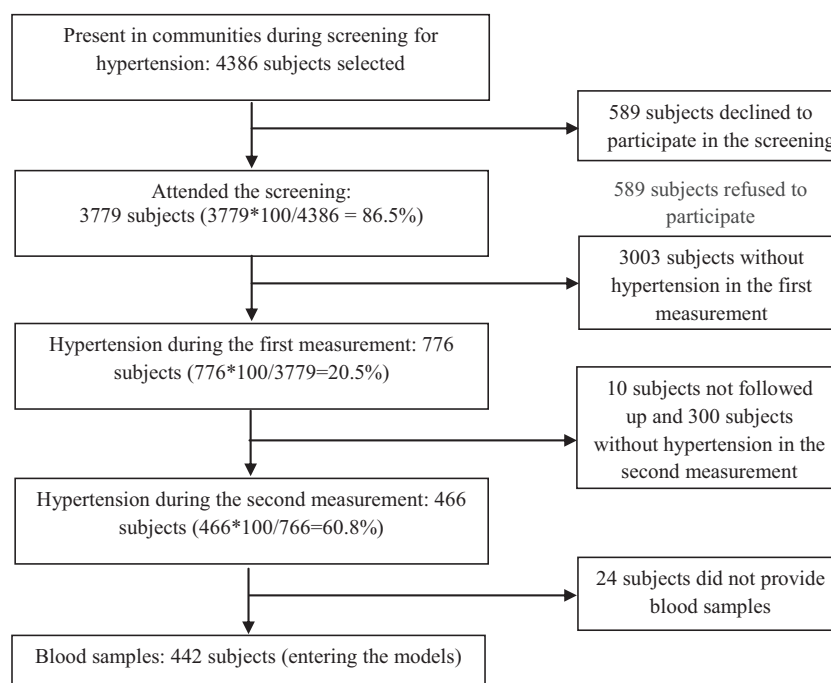 Present in communities during screening for
hypertension: 4386 subjects selected
589 subjects declined to
participate in the screening
Attended the screening:
3779 subjects (3779*100/4386 = 86.5%)
589 subjects refused to
participate
3003 subjects without
hypertension in the first
measurement
Hypertension during the first measurement: 776
subjects (776*100/3779=20.5%)
10 subjects not followed
up and 300 subjects
without hypertension in the
second measurement
Hypertension during the second measurement: 466
subjects (466*100/766=60.8%)
24 subjects did not provide
blood samples
Blood samples: 442 subjects (entering the models)